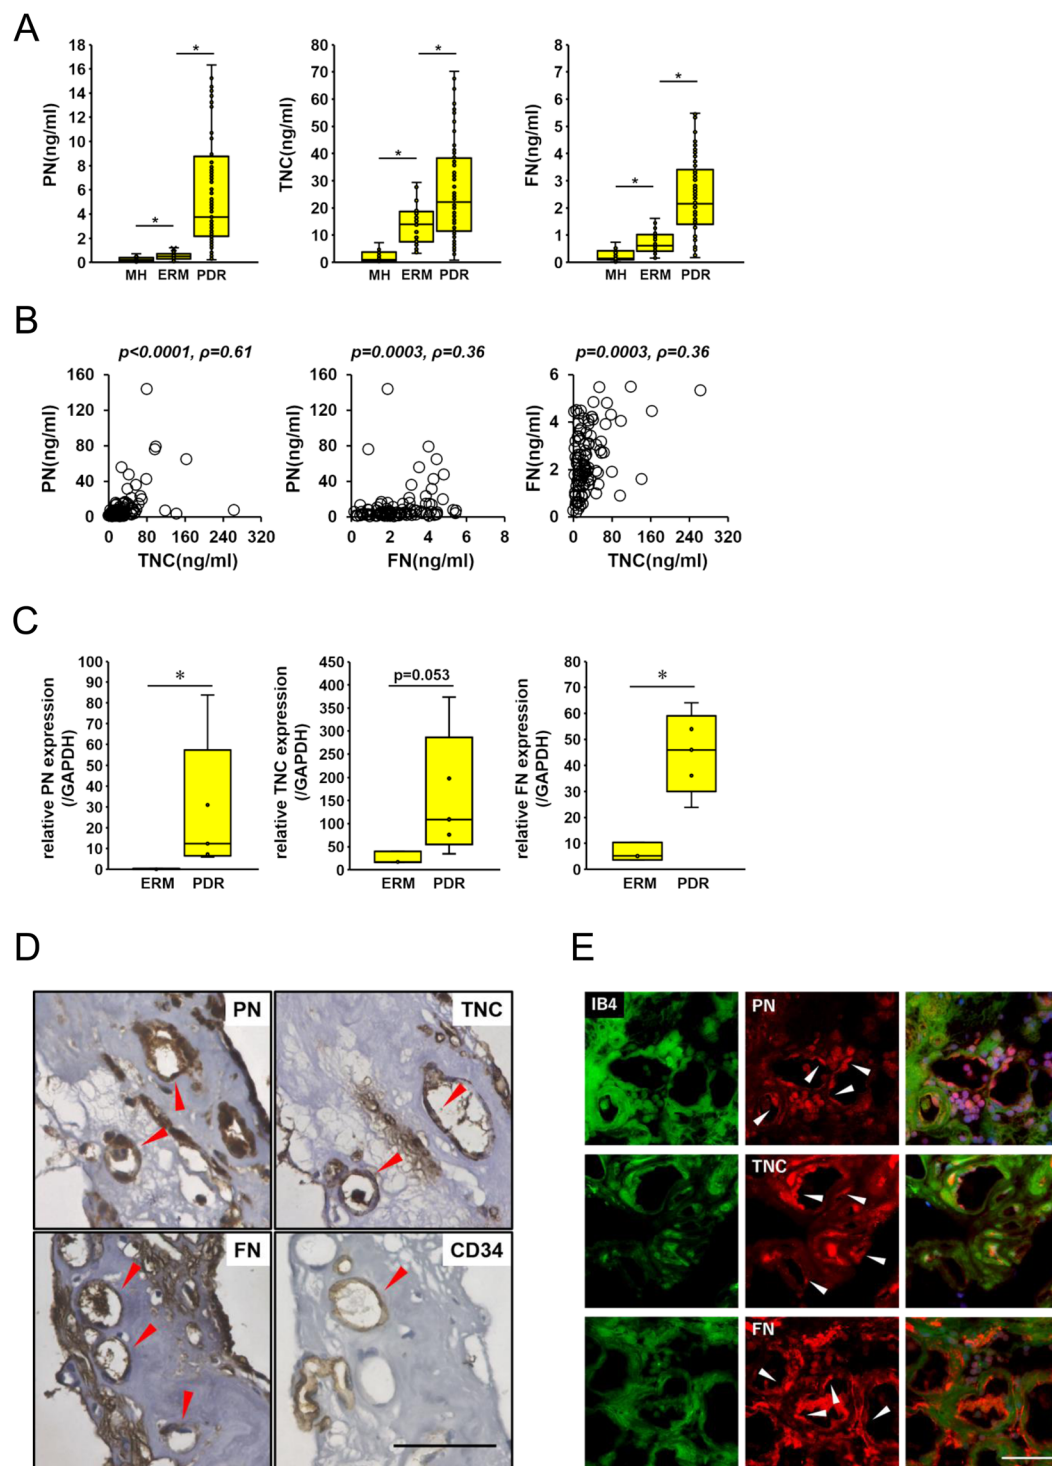 A
PN(ng/ml)
18
16
14
12
10
8
6
4
2
0
*
*
MH ERM PDR
TNC(ng/ml)
80
70
60
50
40
30
20
10
0
*
*
MH ERM PDR
FN(ng/ml)
8
7
6
5
4
3
2
1
0
*
*
MH ERM PDR
B
p<0.0001, ρ=0.61
PN(ng/ml)
160
120
80
40
0
0 80 160 240 320
TNC(ng/ml)
p=0.0003, ρ=0.36
PN(ng/ml)
160
120
80
40
0
0 2 4 6 8
FN(ng/ml)
p=0.0003, ρ=0.36
FN(ng/ml)
6
4
2
0
0 80 160 240 320
TNC(ng/ml)
C
relative PN expression
(/GAPDH)
100
90
80
70
60
50
40
30
20
10
0
*
ERM PDR
relative TNC expression
(/GAPDH)
450
400
350
300
250
200
150
100
50
0
p=0.053
ERM PDR
relative FN expression
(/GAPDH)
80
70
60
50
40
30
20
10
0
*
ERM PDR
D
PN
TNC
FN
CD34
E
IB4
PN
TNC
FN